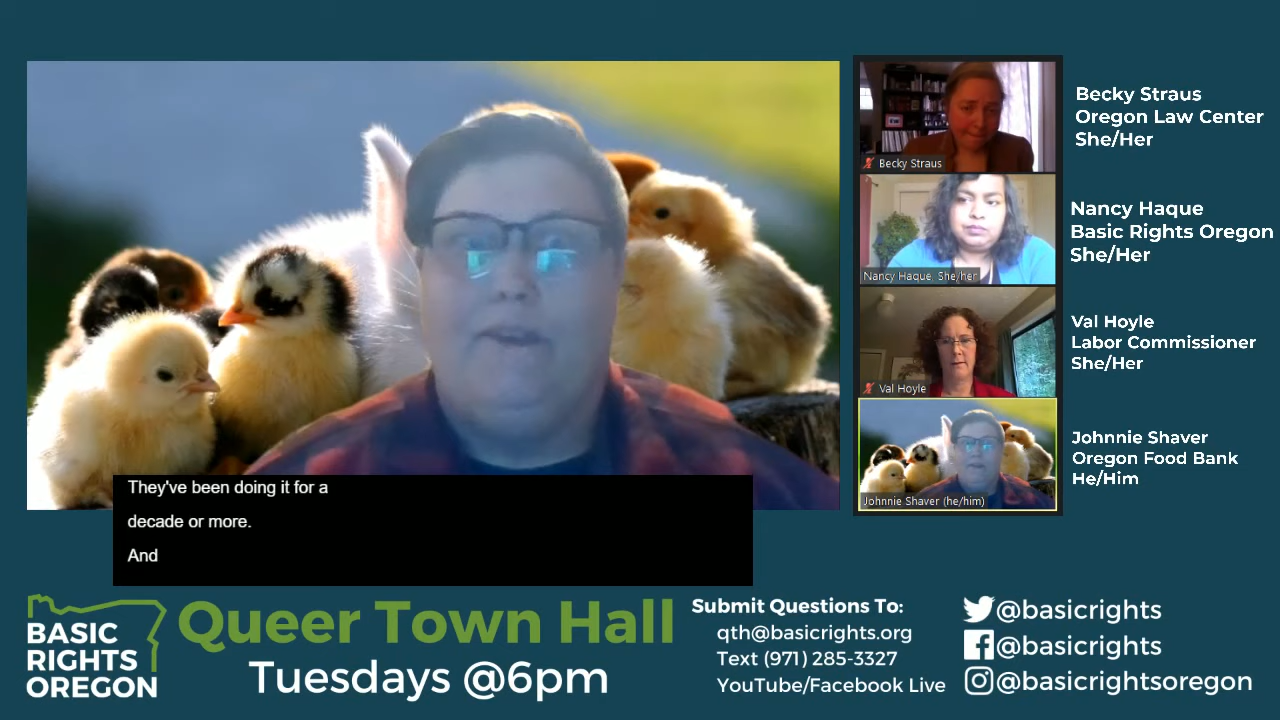 Becky Straus
Oregon Law Center
She/Her
Becky Straus
Nancy Haque
Basic Rights Oregon
She/Her
Nancy Haque. She/her
Val Hoyle
Labor Commissioner
She/Her
Val Hoyle
Johnnie Shaver
Oregon Food Bank
He/Him
Johnnie Shaver (he/him)
They've been doing it for a
decade or more.
And
BASIC
RIGHTS
OREGON
Queer Town Hall
Tuesdays @6pm
Submit Questions To:
qth@basicrights.org
Text (971) 285-3327
YouTube/Facebook Live
@basicrights
@basicrights
@basicrightsoregon